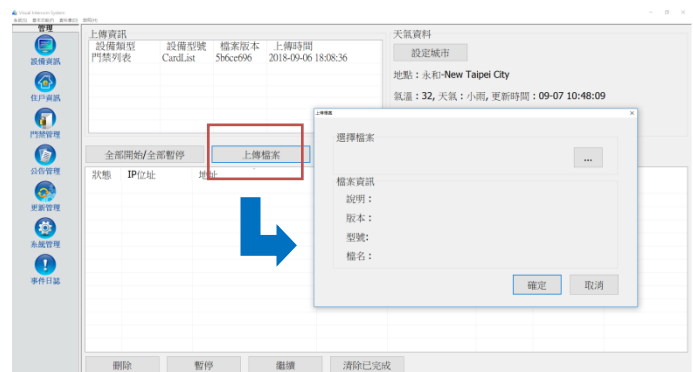 Visual Intercom System
管理
設備資訊
住戶資訊
門禁管理
公告管理
更新管理
系統管理
事件日誌
上傳資訊
設備類型 設備型號 檔案版本 上傳時間
門禁列表 CardList 5b6ce696 2018-09-06 18:08:36
天氣資料
設定城市
地點：永和-New Taipei City
氣溫：32, 天氣：小雨, 更新時間：09-07 10:48:09
全部開始/全部暫停 上傳檔案
狀態 IP位址 地址
上傳檔案
選擇檔案
...
檔案資訊
說明：
版本：
型號:
檔名：
確定 取消
刪除 暫停 繼續 清除已完成